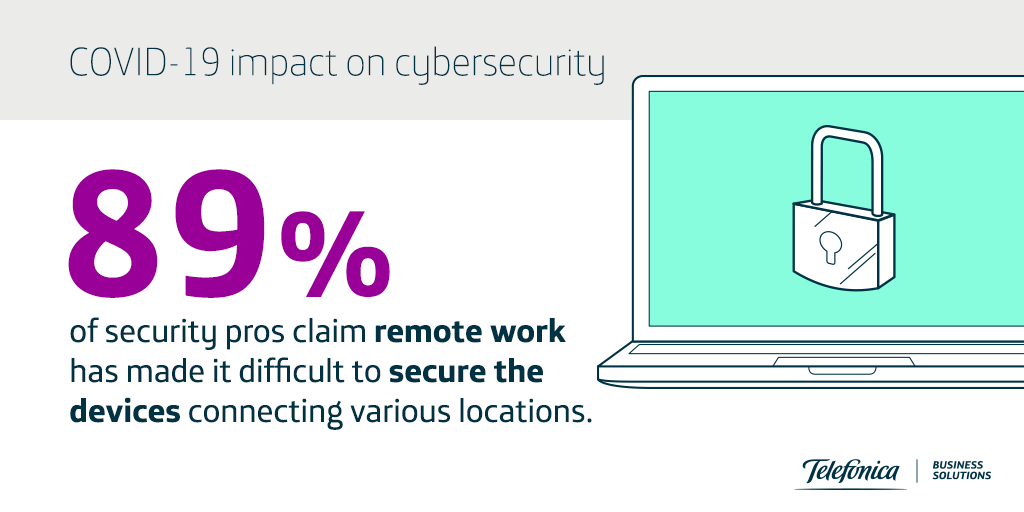 COVID-19 impact on cybersecurity
89%
of security pros claim remote work
has made it difficult to secure the
devices connecting various locations.
Telefónica | BUSINESS
SOLUTIONS